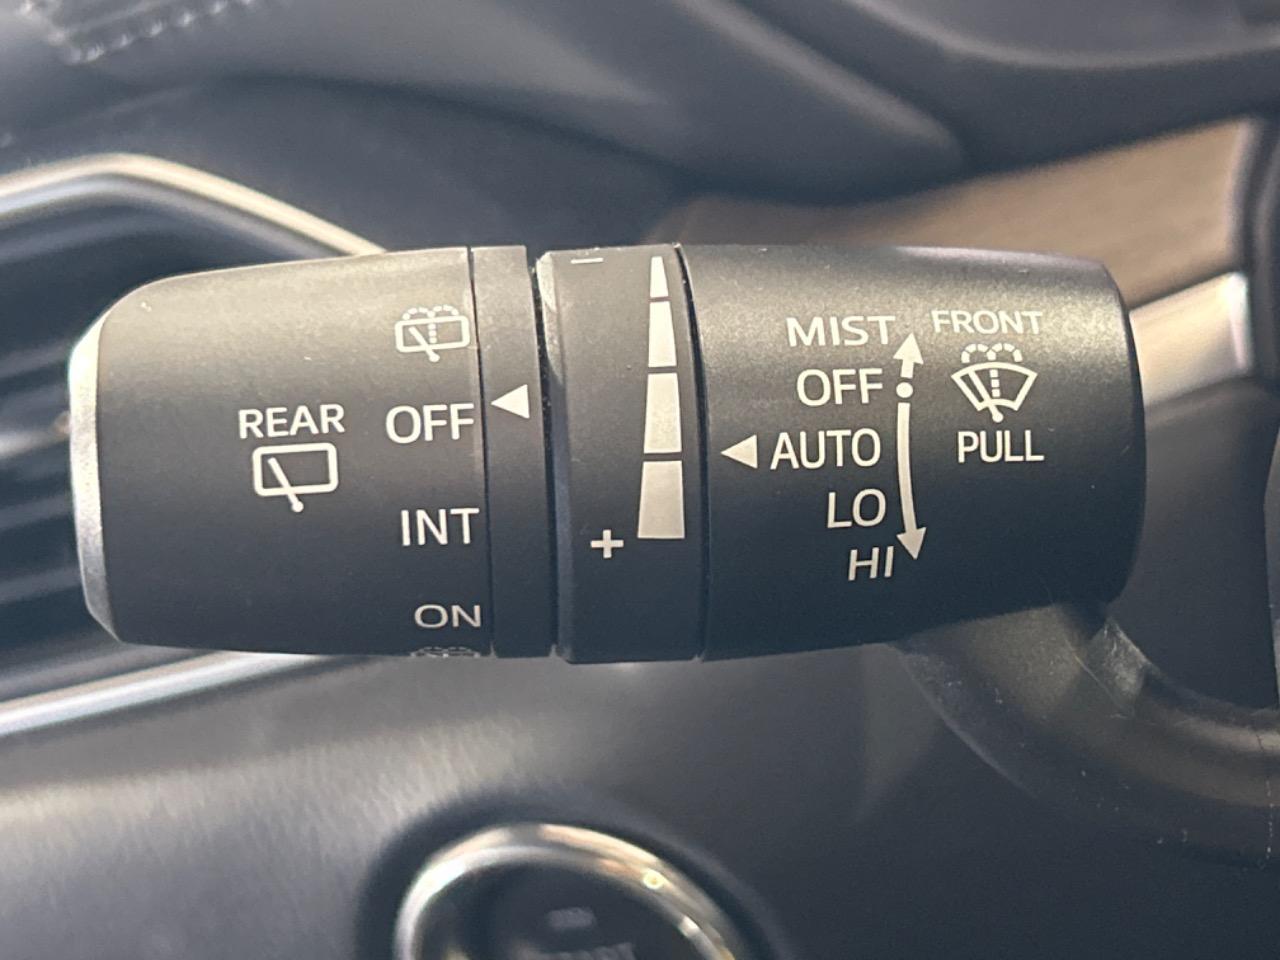 REAR
OFF
INT
ON
+
MIST
OFF
AUTO
LO
HI
FRONT
PULL